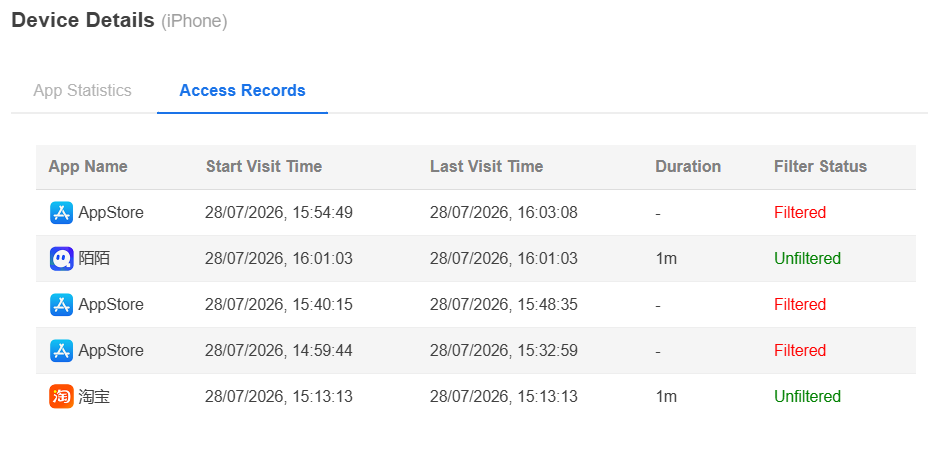 Device Details (iPhone)
App Statistics Access Records
App Name Start Visit Time Last Visit Time Duration Filter Status
AppStore 28/07/2026, 15:54:49 28/07/2026, 16:03:08 - Filtered
陌陌 28/07/2026, 16:01:03 28/07/2026, 16:01:03 1m Unfiltered
AppStore 28/07/2026, 15:40:15 28/07/2026, 15:48:35 - Filtered
AppStore 28/07/2026, 14:59:44 28/07/2026, 15:32:59 - Filtered
淘 淘宝 28/07/2026, 15:13:13 28/07/2026, 15:13:13 1m Unfiltered